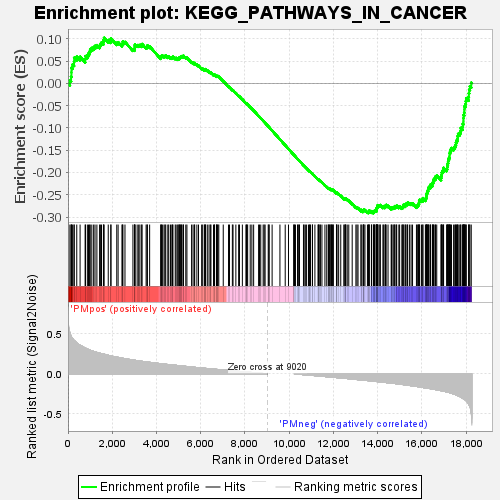 Enrichment plot: KEGG_PATHWAYS_IN_CANCER
Enrichment score (ES)
0.10
0.05
0.00
-0.05
-0.10
-0.15
-0.20
-0.25
-0.30
Ranked list metric (Signal2Noise)
'PMpos' (positively correlated)
0.5
Zero cross at 9020
0.0
'PMneg' (negatively correlated)
-0.5
0
2,000
4,000
6,000
8,000
10,000
12,000
14,000
16,000
18,000
Rank in Ordered Dataset
Enrichment profile
Hits
Ranking metric scores